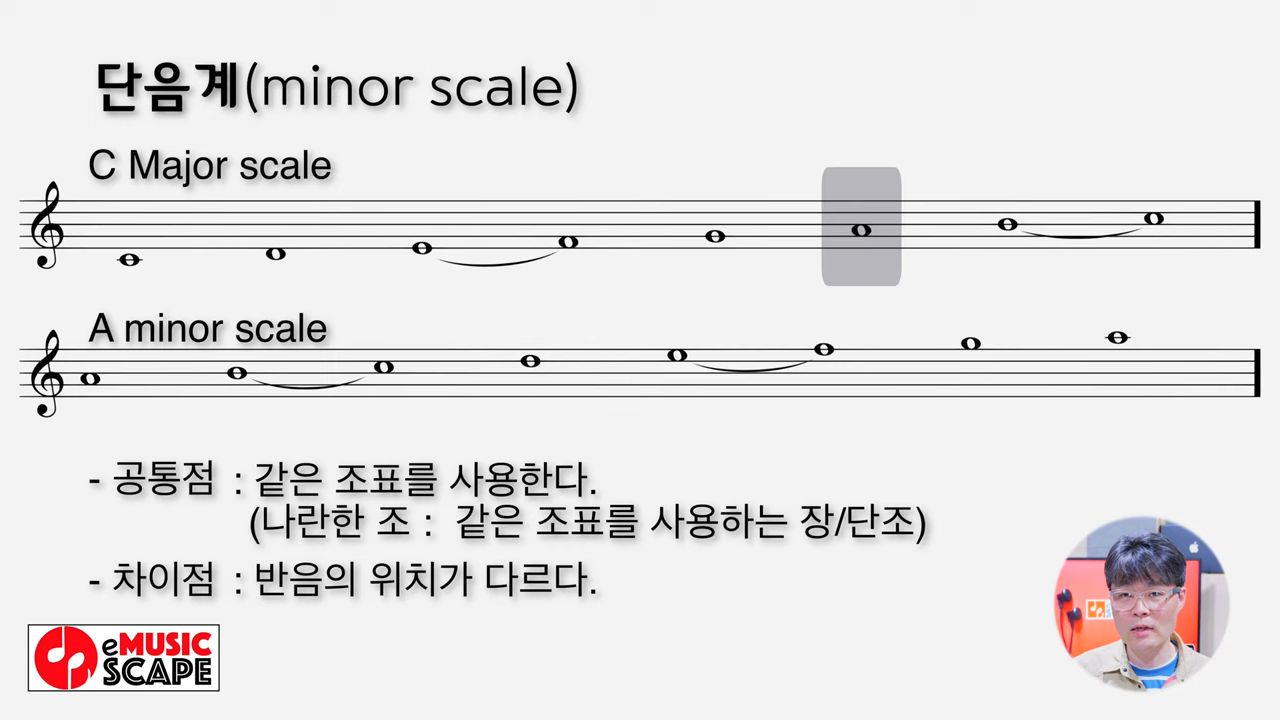 단음계(minor scale)
C Major scale
A minor scale
- 공통점 : 같은 조표를 사용한다.
(나란한 조 : 같은 조표를 사용하는 장/단조)
- 차이점 : 반음의 위치가 다르다.
eMUSIC
SCAPE